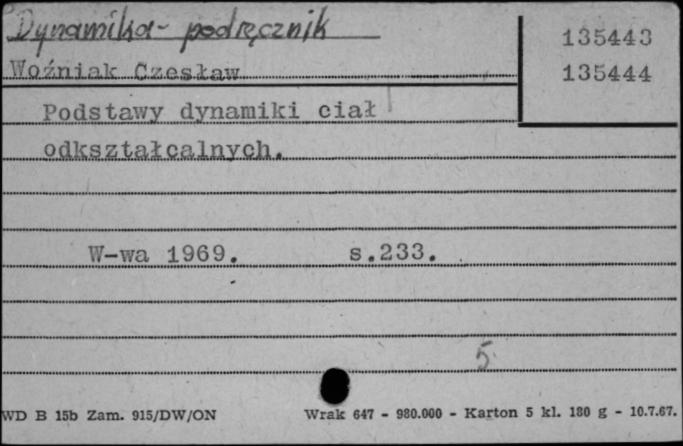 Dynamika - podręcznik
135443
Woźniak Czesław
135444
Podstawy dynamiki ciał
odkształcalnych.
W-wa 1969. s.233.
5
WD B 15b Zam. 915/DW/ON Wrak 647 - 980.000 - Karton 5 kl. 180 g - 10.7.67.